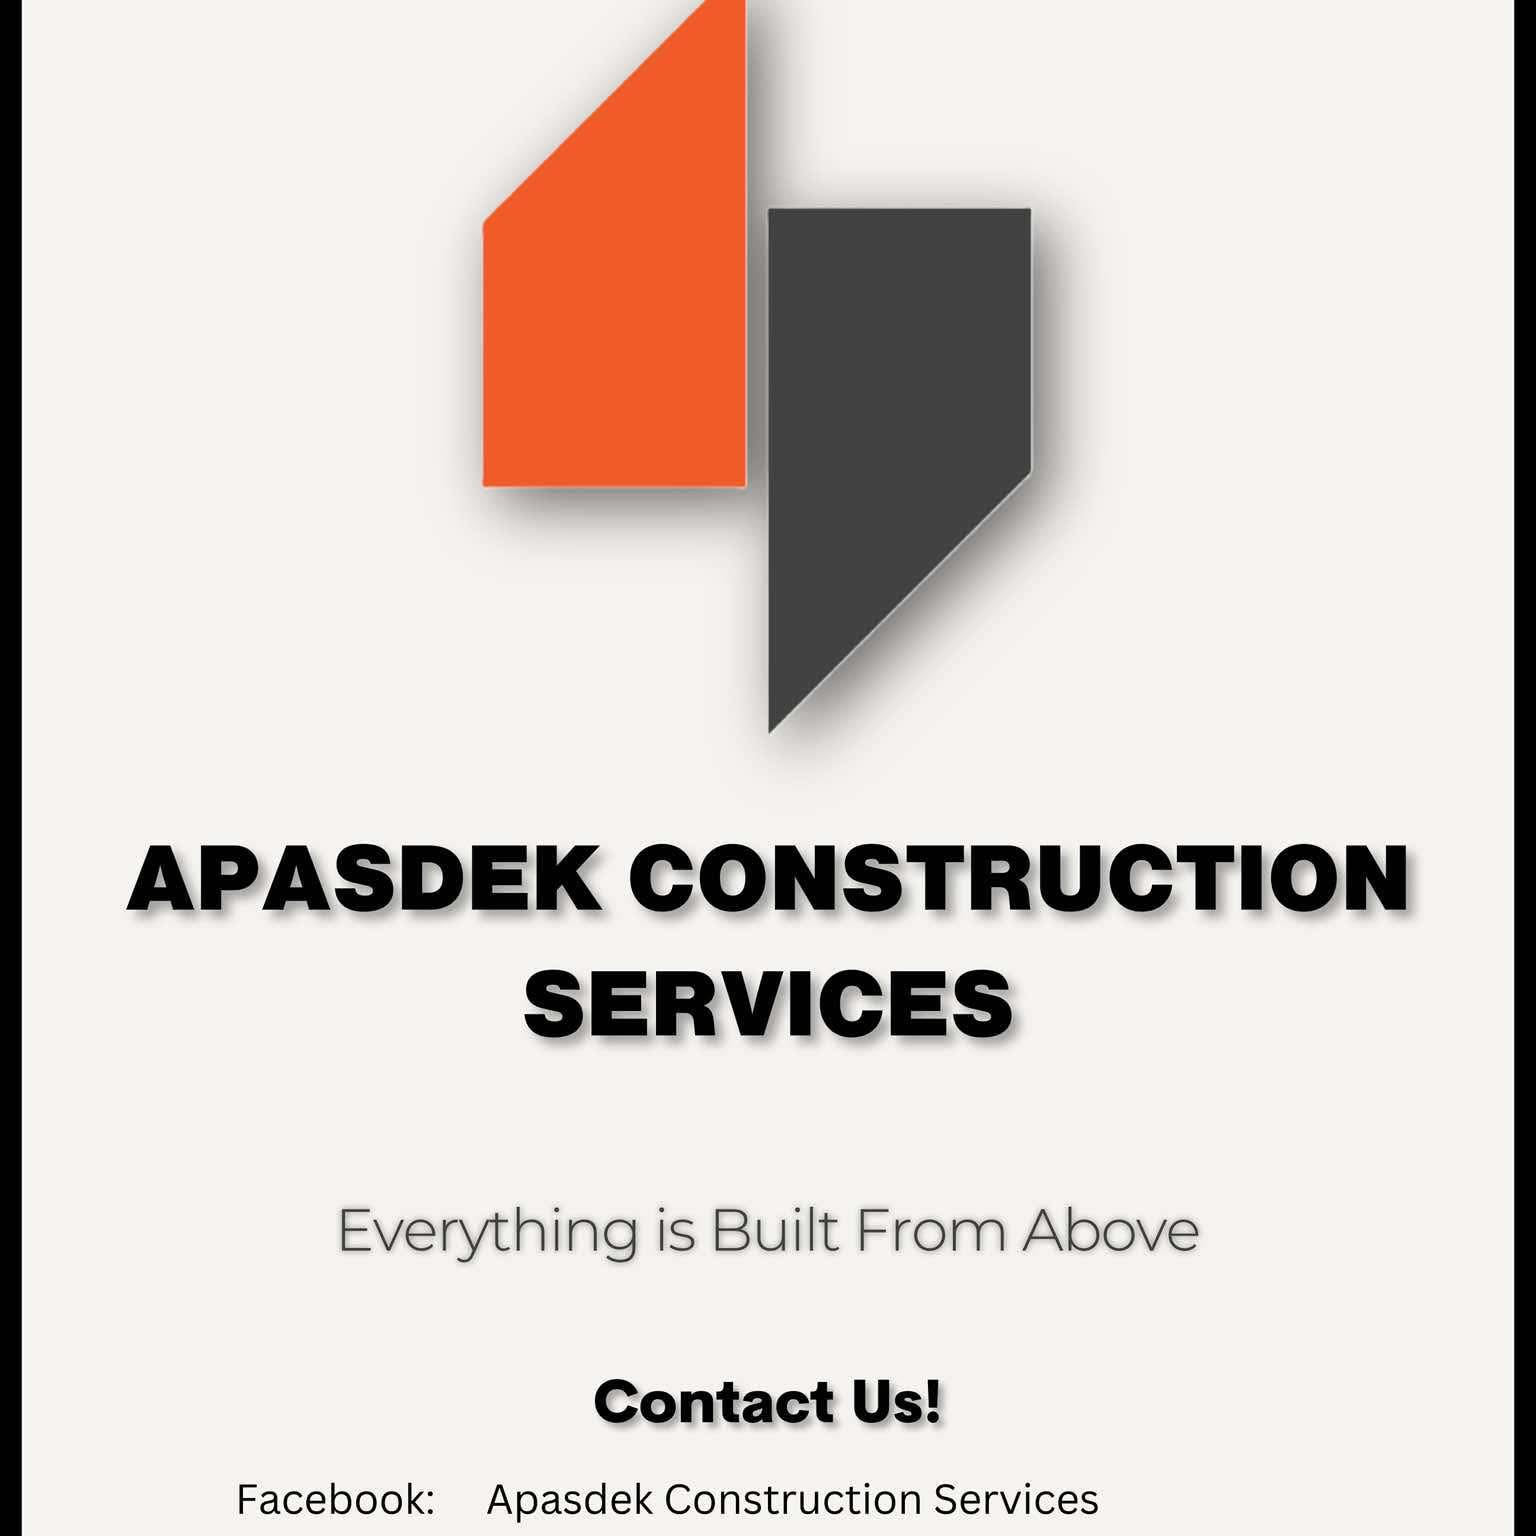 APASDEK CONSTRUCTION
SERVICES
Everything is Built From Above
Contact Us!
Facebook: Apasdek Construction Services